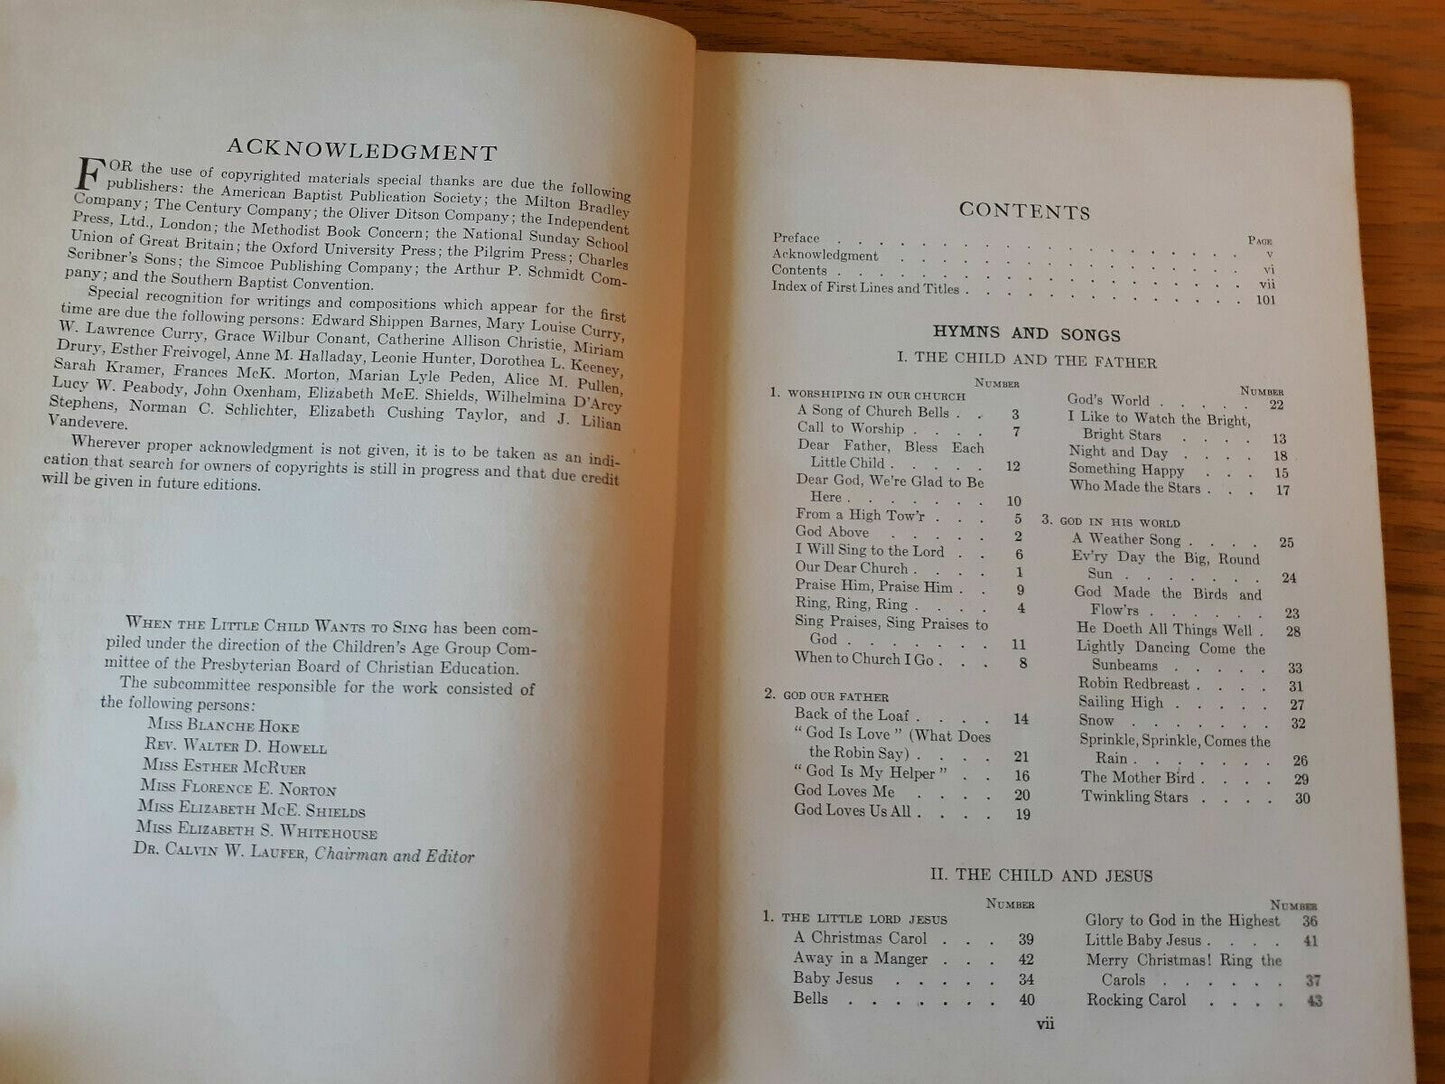 ACKNOWLEDGMENT
FOR the use of copyrighted materials special thanks are due the following
publishers: the American Baptist Publication Society; the Milton Bradley
Company; The Century Company; the Oliver Ditson Company; the Independent
Press, Ltd., London; the Methodist Book Concern; the National Sunday School
Union of Great Britain; the Oxford University Press; the Pilgrim Press; Charles
Scribner's Sons; the Simcoe Publishing Company; the Arthur P. Schmidt Com-
pany; and the Southern Baptist Convention.
Special recognition for writings and compositions which appear for the first
time are due the following persons: Edward Shippen Barnes, Mary Louise Curry,
W. Lawrence Curry, Grace Wilbur Conant, Catherine Allison Christie, Miriam
Drury, Esther Freivogel, Anne M. Halladay, Leonie Hunter, Dorothea L. Keeney,
Sarah Kramer, Frances McK. Morton, Marian Lyle Peden, Alice M. Pullen,
Lucy W. Peabody, John Oxenham, Elizabeth McE. Shields, Wilhelmina D'Arcy
Stephens, Norman C. Schlichter, Elizabeth Cushing Taylor, and J. Lilian
Vandevere.
Wherever proper acknowledgment is not given, it is to be taken as an indi-
cation that search for owners of copyrights is still in progress and that due credit
will be given in future editions.
WHEN THE LITTLE CHILD WANTS TO SING has been com-
piled under the direction of the Children's Age Group Com-
mittee of the Presbyterian Board of Christian Education.
The subcommittee responsible for the work consisted of
the following persons:
MISS BLANCHE HOKE
REV. WALTER D. HOWELL
MISS ESTHER MCRUER
MISS FLORENCE E. NORTON
MISS ELIZABETH MCE. SHIELDS
MISS ELIZABETH S. WHITEHOUSE
DR. CALVIN W. LAUFER, Chairman and Editor
CONTENTS
PAGE
Preface . . . . . . . . . . v
Acknowledgment . . . . . . . . . . vi
Contents . . . . . . . . . . vii
Index of First Lines and Titles . . . . . . . . . . 101
HYMNS AND SONGS
I. THE CHILD AND THE FATHER
NUMBER
1. WORSHIPING IN OUR CHURCH
A Song of Church Bells . . 3
Call to Worship . . . . 7
Dear Father, Bless Each
Little Child . . . . . 12
Dear God, We're Glad to Be
Here . . . . . . . 10
From a High Tow'r . . . 5
God Above . . . . . 2
I Will Sing to the Lord . . 6
Our Dear Church . . . . 1
Praise Him, Praise Him . . 9
Ring, Ring, Ring . . . . 4
Sing Praises, Sing Praises to
God . . . . . . . 11
When to Church I Go . . . 8
2. GOD OUR FATHER
Back of the Loaf . . . . 14
"God Is Love" (What Does
the Robin Say) . . . . 21
"God Is My Helper" . . 16
God Loves Me . . . . 20
God Loves Us All . . . . 19
NUMBER
God's World . . . . . 22
I Like to Watch the Bright,
Bright Stars . . . . 13
Night and Day . . . . 18
Something Happy . . . 15
Who Made the Stars . . . 17
3. GOD IN HIS WORLD
A Weather Song . . . . 25
Ev'ry Day the Big, Round
Sun . . . . . . . 24
God Made the Birds and
Flow'rs . . . . . . 23
He Doeth All Things Well . 28
Lightly Dancing Come the
Sunbeams . . . . . 33
Robin Redbreast . . . . 31
Sailing High . . . . . 27
Snow . . . . . . . 32
Sprinkle, Sprinkle, Comes the
Rain . . . . . . . 26
The Mother Bird . . . . 29
Twinkling Stars . . . . 30
II. THE CHILD AND JESUS
NUMBER
1. THE LITTLE LORD JESUS
A Christmas Carol . . . 39
Away in a Manger . . . 42
Baby Jesus . . . . . 34
Bells . . . . . . . 40
NUMBER
Glory to God in the Highest 36
Little Baby Jesus . . . . 41
Merry Christmas! Ring the
Carols . . . . . . 37
Rocking Carol . . . . 43
vii